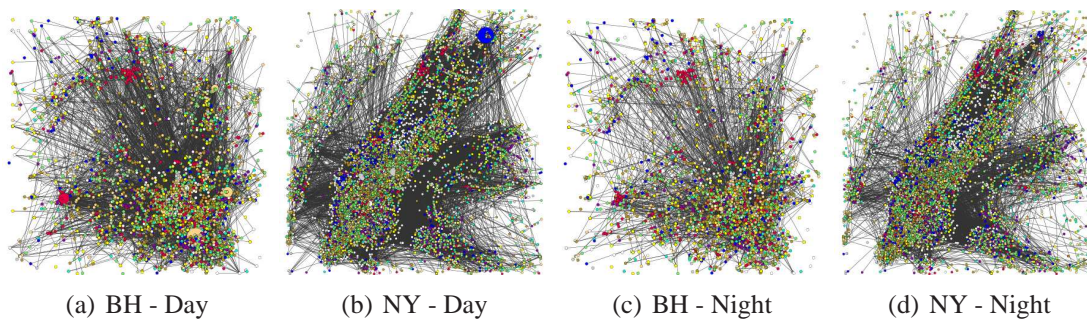 (a) BH - Day
(b) NY - Day
(c) BH - Night
(d) NY - Night